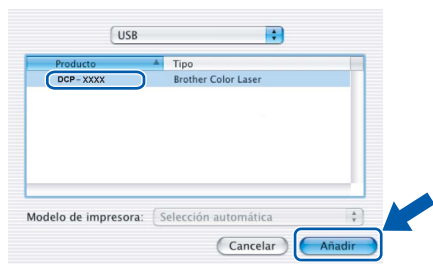 USB
Producto Tipo
DCP-XXXX Brother Color Laser
Modelo de impresora: Selección automática
Cancelar Añadir